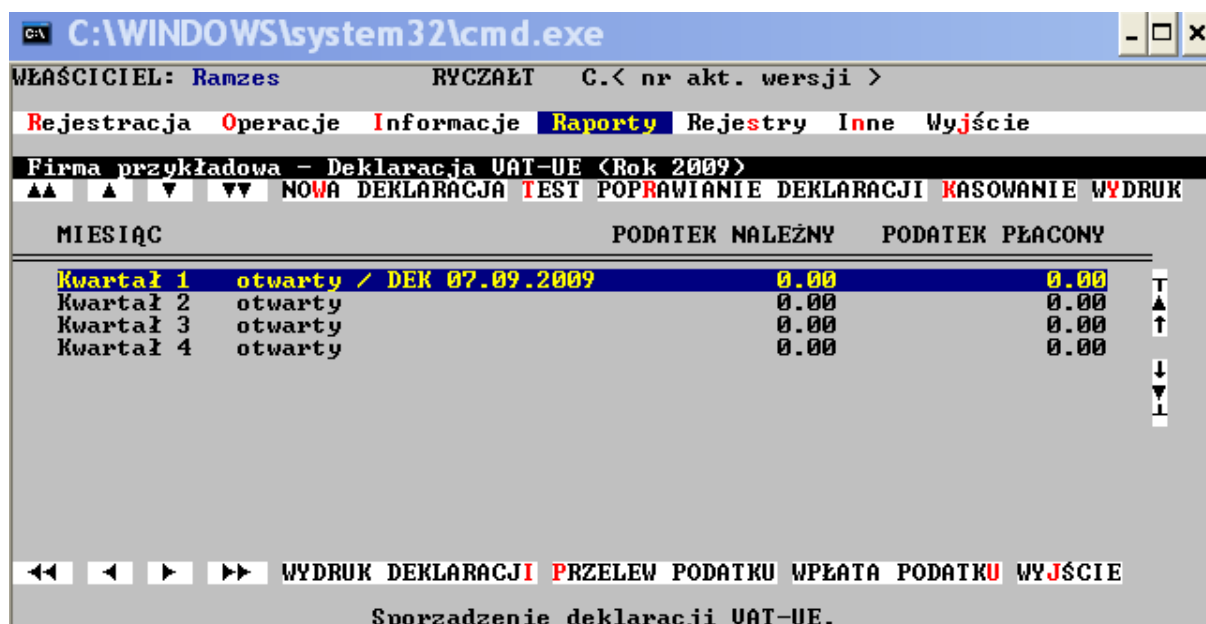 C:\WINDOWS\system32\cmd.exe
WŁAŚCICIEL: Ramzes RYCZAŁT C.< nr akt. wersji >
Rejestracja Operacje Informacje Raporty Rejestry Inne Wyjście
Firma przykładowa - Deklaracja VAT-UE (Rok 2009)
NOWA DEKLARACJA TEST POPRAWIANIE DEKLARACJI KASOWANIE WYDRUK
MIESIĄC PODATEK NALEŻNY PODATEK PŁACONY
Kwartał 1 otwarty / DEK 07.09.2009 0.00 0.00
Kwartał 2 otwarty 0.00 0.00
Kwartał 3 otwarty 0.00 0.00
Kwartał 4 otwarty 0.00 0.00
WYDRUK DEKLARACJI PRZELEW PODATKU WPŁATA PODATKU WYJŚCIE
Sporządzenie deklaracji VAT-UE.